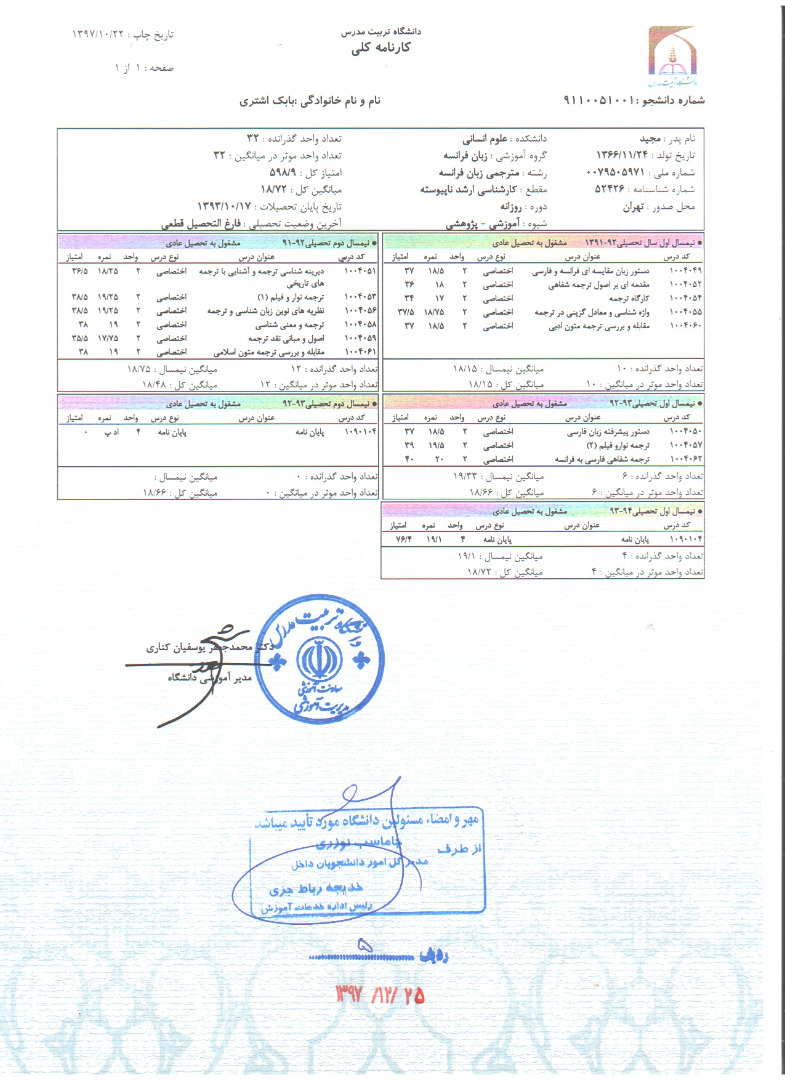 دانشگاه تربیت مدرس
کارنامه کلی
تاریخ چاپ : ۱۳۹۷/۱۰/۲۲
صفحه : ۱ از ۱
شماره دانشجو : ۹۱۱۰۰۵۱۰۰۱
نام و نام خانوادگی : بابک اشتری
نام پدر : مجید
دانشکده : علوم انسانی
تعداد واحد گذرانده : ۳۲
تاریخ تولد : ۱۳۶۶/۱۱/۲۴
گروه آموزشی : زبان فرانسه
تعداد واحد موثر در میانگین : ۳۲
شماره ملی : ۰۰۷۹۵۰۵۹۷۱
رشته : مترجمی زبان فرانسه
امتیاز کل : ۵۹۸/۹
شماره شناسنامه : ۵۲۴۲۶
مقطع : کارشناسی ارشد ناپیوسته
میانگین کل : ۱۸/۷۲
محل صدور : تهران
دوره : روزانه
تاریخ پایان تحصیلات : ۱۳۹۳/۱۰/۱۷
شیوه : آموزشی - پژوهشی
آخرین وضعیت تحصیلی : فارغ التحصیل قطعی
نیمسال اول سال تحصیلی ۹۲-۱۳۹۱ مشغول به تحصیل عادی
کد درس عنوان درس نوع درس واحد نمره امتیاز
۱۰۰۴۰۴۹ دستور زبان مقایسه ای فرانسه و فارسی اختصاصی ۲ ۱۸/۵ ۳۷
۱۰۰۴۰۵۲ مقدمه ای بر اصول ترجمه شفاهی اختصاصی ۲ ۱۸ ۳۶
۱۰۰۴۰۵۴ کارگاه ترجمه اختصاصی ۲ ۱۷ ۳۴
۱۰۰۴۰۵۵ واژه شناسی و معادل گزینی در ترجمه اختصاصی ۲ ۱۸/۷۵ ۳۷/۵
۱۰۰۴۰۶۰ مقابله و بررسی ترجمه متون ادبی اختصاصی ۲ ۱۸/۵ ۳۷
تعداد واحد گذرانده : ۱۰ میانگین نیمسال : ۱۸/۱۵
تعداد واحد موثر در میانگین : ۱۰ میانگین کل : ۱۸/۱۵
نیمسال دوم تحصیلی ۹۲-۹۱ مشغول به تحصیل عادی
کد درس عنوان درس نوع درس واحد نمره امتیاز
۱۰۰۴۰۵۱ دیرینه شناسی ترجمه و آشنایی با ترجمه اختصاصی ۲ ۱۸/۲۵ ۳۶/۵
های تاریخی
۱۰۰۴۰۵۳ ترجمه نوار و فیلم (۱) اختصاصی ۲ ۱۹/۲۵ ۳۸/۵
۱۰۰۴۰۵۶ نظریه های نوین زبان شناسی و ترجمه اختصاصی ۲ ۱۹/۲۵ ۳۸/۵
۱۰۰۴۰۵۸ ترجمه و معنی شناسی اختصاصی ۲ ۱۹ ۳۸
۱۰۰۴۰۵۹ اصول و مبانی نقد ترجمه اختصاصی ۲ ۱۷/۷۵ ۳۵/۵
۱۰۰۴۰۶۱ مقابله و بررسی ترجمه متون اسلامی اختصاصی ۲ ۱۹ ۳۸
تعداد واحد گذرانده : ۱۲ میانگین نیمسال : ۱۸/۷۵
تعداد واحد موثر در میانگین : ۱۲ میانگین کل : ۱۸/۴۸
نیمسال اول تحصیلی ۹۳-۹۲ مشغول به تحصیل عادی
کد درس عنوان درس نوع درس واحد نمره امتیاز
۱۰۰۴۰۵۰ دستور پیشرفته زبان فارسی اختصاصی ۲ ۱۸/۵ ۳۷
۱۰۰۴۰۵۷ ترجمه نوارو فیلم (۲) اختصاصی ۲ ۱۹/۵ ۳۹
۱۰۰۴۰۶۲ ترجمه شفاهی فارسی به فرانسه اختصاصی ۲ ۲۰ ۴۰
تعداد واحد گذرانده : ۶ میانگین نیمسال : ۱۹/۳۳
تعداد واحد موثر در میانگین : ۶ میانگین کل : ۱۸/۶۶
نیمسال دوم تحصیلی ۹۳-۹۲ مشغول به تحصیل عادی
کد درس عنوان درس نوع درس واحد نمره امتیاز
۱۰۹۰۱۰۴ پایان نامه پایان نامه ۴ اد پ ۰
تعداد واحد گذرانده : ۰ میانگین نیمسال :
تعداد واحد موثر در میانگین : ۰ میانگین کل : ۱۸/۶۶
نیمسال اول تحصیلی ۹۴-۹۳ مشغول به تحصیل عادی
کد درس عنوان درس نوع درس واحد نمره امتیاز
۱۰۹۰۱۰۴ پایان نامه پایان نامه ۴ ۱۹/۱ ۷۶/۴
تعداد واحد گذرانده : ۴ میانگین نیمسال : ۱۹/۱
تعداد واحد موثر در میانگین : ۴ میانگین کل : ۱۸/۷۲
دانشگاه تربیت مدرس
معاونت آموزشی
مدیریت آموزشی
دکتر محمدجعفر یوسفیان کناری
مدیر آموزشی دانشگاه
مهر و امضاء مسئولین دانشگاه مورد تأیید میباشد
از طرف
جاماسب نوزری
مدیر کل امور دانشجویان داخل
خدیجه رباط جزی
رئیس اداره خدمات آموزش
ردیف ۵
۱۳۹۷/۱۲/۲۵